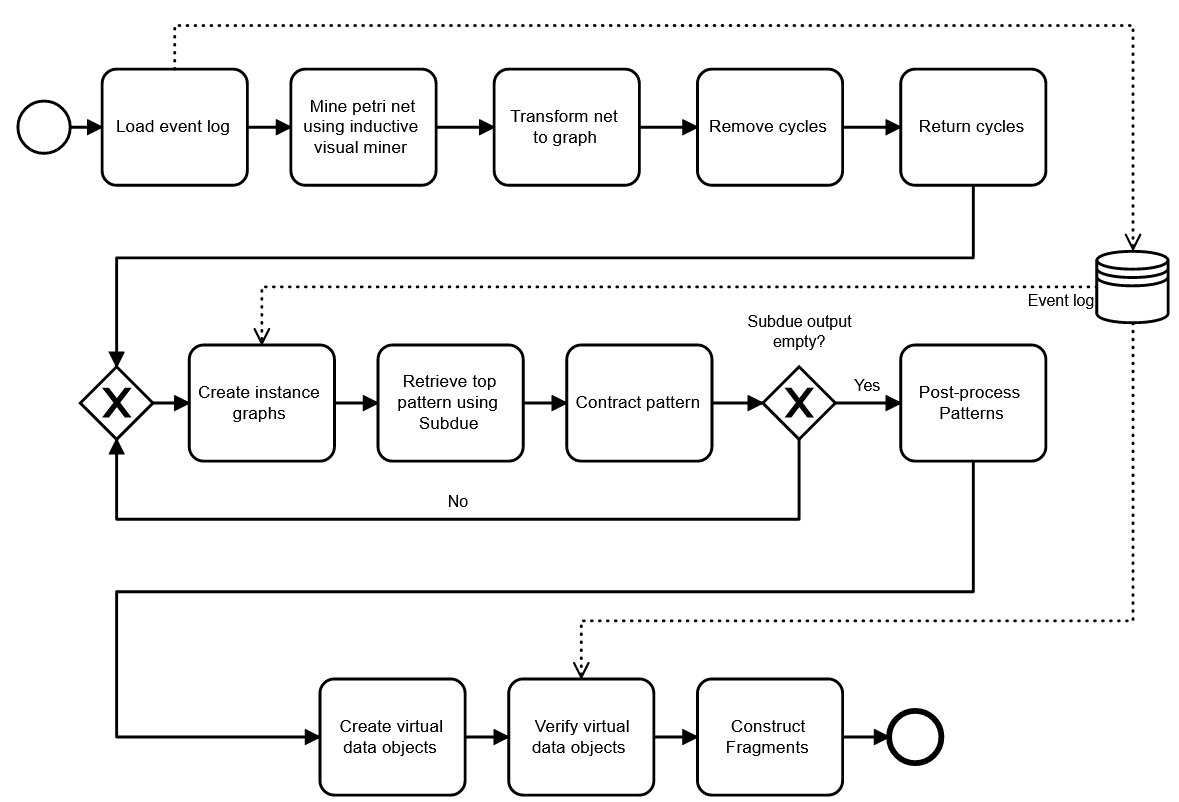 Load event log
Mine petri net
using inductive
visual miner
Transform net
to graph
Remove cycles
Return cycles
Event log
Create instance
graphs
Retrieve top
pattern using
Subdue
Contract pattern
Subdue output
empty?
Yes
Post-process
Patterns
No
Create virtual
data objects
Verify virtual
data objects
Construct
Fragments